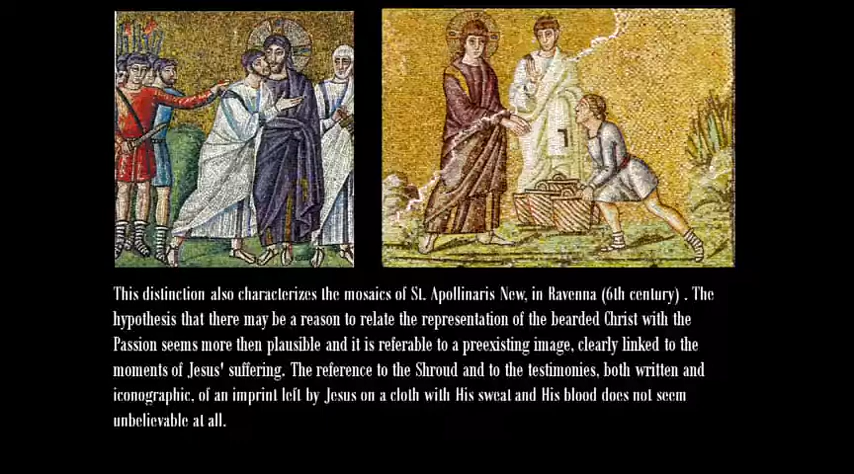 This distinction also characterizes the mosaics of St. Apollinaris New, in Ravenna (6th century) . The
hypothesis that there may be a reason to relate the representation of the bearded Christ with the
Passion seems more then plausible and it is referable to a preexisting image, clearly linked to the
moments of Jesus' suffering. The reference to the Shroud and to the testimonies, both written and
iconographic, of an imprint left by Jesus on a cloth with His sweat and His blood does not seem
unbelievable at all.